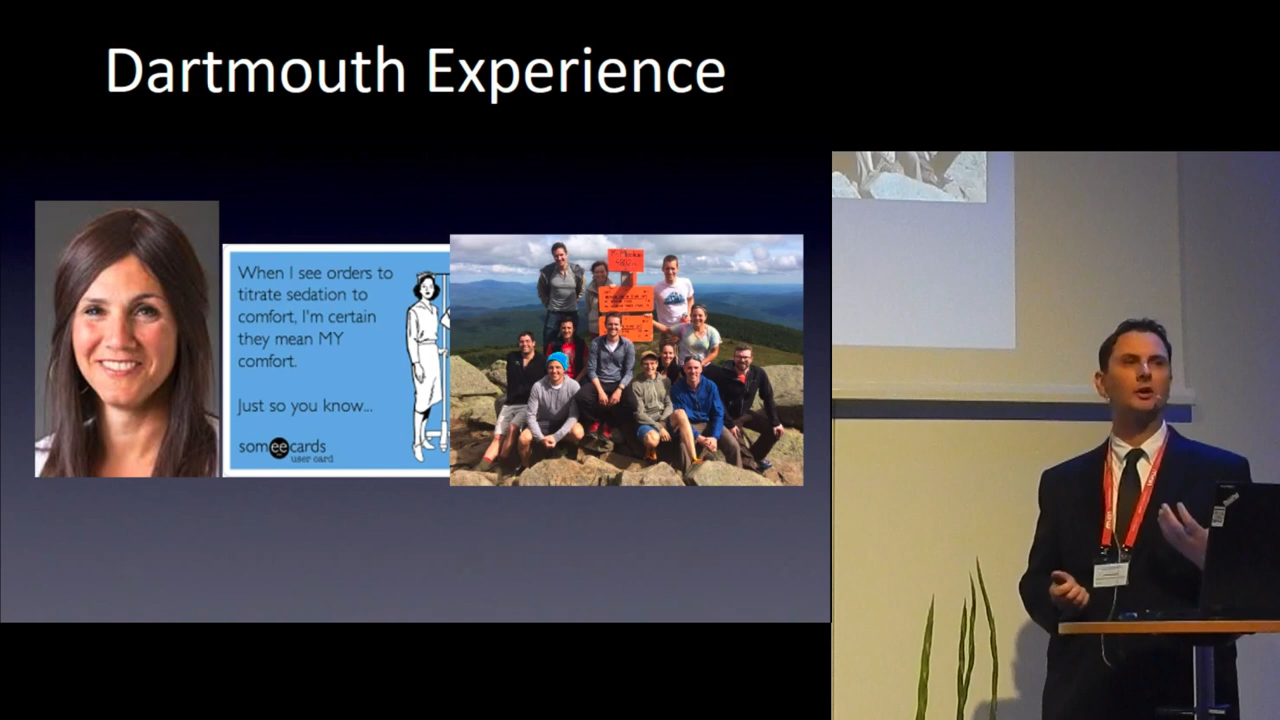 Dartmouth Experience
When I see orders to
titrate sedation to
comfort, I'm certain
they mean MY
comfort.
Just so you know...
someecards
user card
ThinkPad